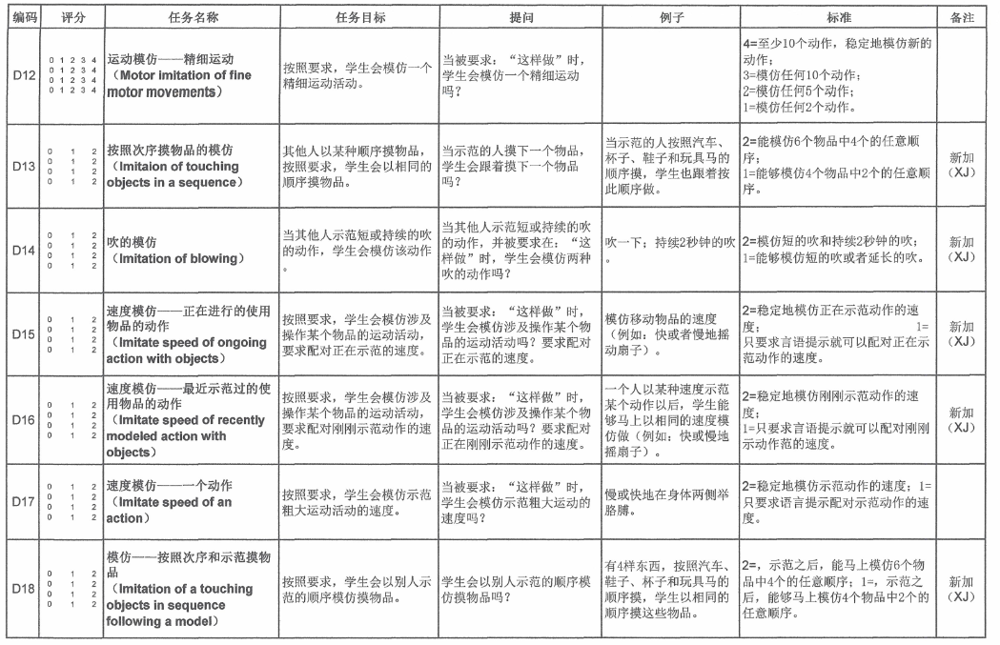 编码 评分 任务名称 任务目标 提问 例子 标准 备注
D12
0 1 2 3 4
0 1 2 3 4
0 1 2 3 4
0 1 2 3 4
运动模仿——精细运动
（Motor imitation of fine
motor movements）
按照要求，学生会模仿一个
精细运动活动。
当被要求：“这样做”时，
学生会模仿一个精细运动
吗？
4=至少10个动作，稳定地模仿新的
动作；
3=模仿任何10个动作；
2=模仿任何5个动作；
1=模仿任何2个动作。
D13
0 1 2
0 1 2
0 1 2
0 1 2
按照次序摸物品的模仿
（Imitaion of touching
objects in a sequence）
其他人以某种顺序摸物品，
按照要求，学生会以相同的
顺序摸物品。
当示范的人摸下一个物品，
学生会跟着摸下一个物品
吗？
当示范的人按照汽车、
杯子、鞋子和玩具马的
顺序摸，学生也跟着按
此顺序做。
2=能模仿6个物品中4个的任意顺
序；
1=能够模仿4个物品中2个的任意顺
序。
新加
（XJ）
D14
0 1 2
0 1 2
0 1 2
0 1 2
吹的模仿
（Imitation of blowing）
当其他人示范短或持续的吹
的动作，学生会模仿该动作
。
当其他人示范短或持续的吹
的动作，并被要求在：“这
样做”时，学生会模仿两种
吹的动作吗？
吹一下；持续2秒钟的吹
。
2=模仿短的吹和持续2秒钟的吹；
1=能够模仿短的吹或者延长的吹。
新加
（XJ）
D15
0 1 2
0 1 2
0 1 2
0 1 2
速度模仿——正在进行的使用
物品的动作
（Imitate speed of ongoing
action with objects）
按照要求，学生会模仿涉及
操作某个物品的运动活动，
要求配对正在示范的速度。
当被要求：“这样做”时，
学生会模仿涉及操作某个物
品的运动活动吗？要求配对
正在示范的速度。
模仿移动物品的速度
（例如：快或者慢地摇
动扇子）。
2=稳定地模仿正在示范动作的速
度； 1=
只要求言语提示就可以配对正在示
范动作的速度。
新加
（XJ）
D16
0 1 2
0 1 2
0 1 2
0 1 2
速度模仿——最近示范过的使
用物品的动作
（Imitate speed of recently
modeled action with
objects）
按照要求，学生会模仿涉及
操作某个物品的运动活动，
要求配对刚刚示范动作的速
度。
当被要求：“这样做”时，
学生会模仿涉及操作某个物
品的运动活动吗？要求配对
正在刚刚示范动作的速度。
一个人以某种速度示范
某个动作以后，学生能
够马上以相同的速度模
仿做（例如：快或慢地
摇扇子）。
2=稳定地模仿刚刚示范动作的速
度；
1=只要求言语提示就可以配对刚刚
示动作范的速度。
新加
（XJ）
D17
0 1 2
0 1 2
0 1 2
0 1 2
速度模仿——一个动作
（Imitate speed of an
action）
按照要求，学生会模仿示范
粗大运动活动的速度。
当被要求：“这样做”时，
学生会模仿示范粗大运动的
速度吗？
慢或快地在身体两侧举
胳膊。
2=稳定地模仿示范动作的速度；1=
只要求语言提示配对示范动作的速
度。
D18
0 1 2
0 1 2
0 1 2
0 1 2
模仿——按照次序和示范摸物
品
（Imitation of a touching
objects in sequence
following a model）
按照要求，学生会以别人示
范的顺序模仿摸物品。
学生会以别人示范的顺序模
仿摸物品吗？
有4样东西，按照汽车、
鞋子、杯子和玩具马的
顺序摸，学生以相同的
顺序摸这些物品。
2=，示范之后，能马上模仿6个物
品中4个的任意顺序；1=，示范之
后，能够马上模仿4个物品中2个的
任意顺序。
新加
（XJ）